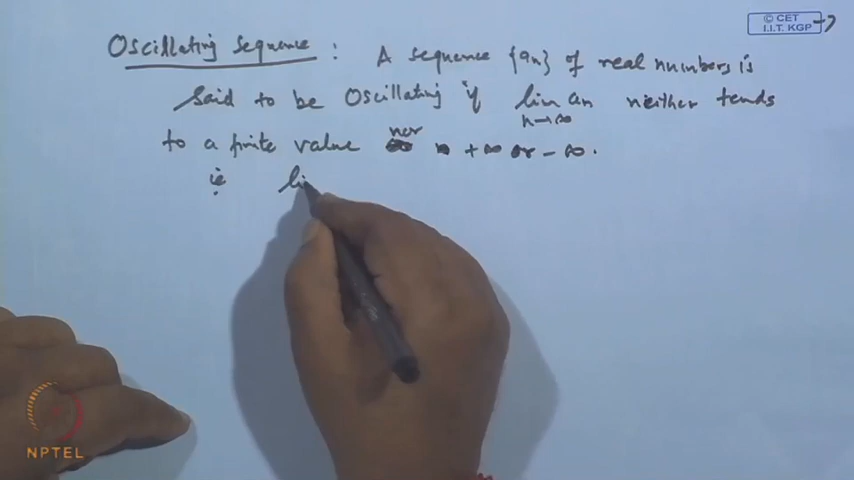 © CET
I.I.T. KGP
Oscillating Sequence : A sequence {an} of real numbers is
said to be Oscillating if lim an neither tends
n→∞
to a finite value nor +∞ or -∞.
ie li
NPTEL